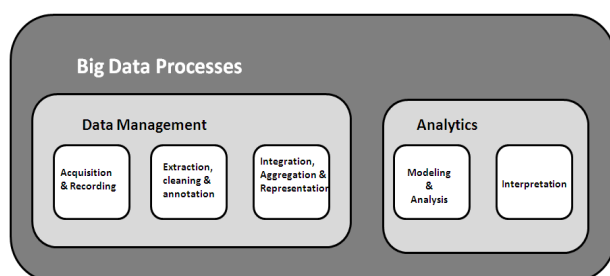 Big Data Processes
Data Management
Acquisition
& Recording
Extraction,
cleaning &
annotation
Integration,
Aggregation &
Representation
Analytics
Modeling
&
Analysis
Interpretation